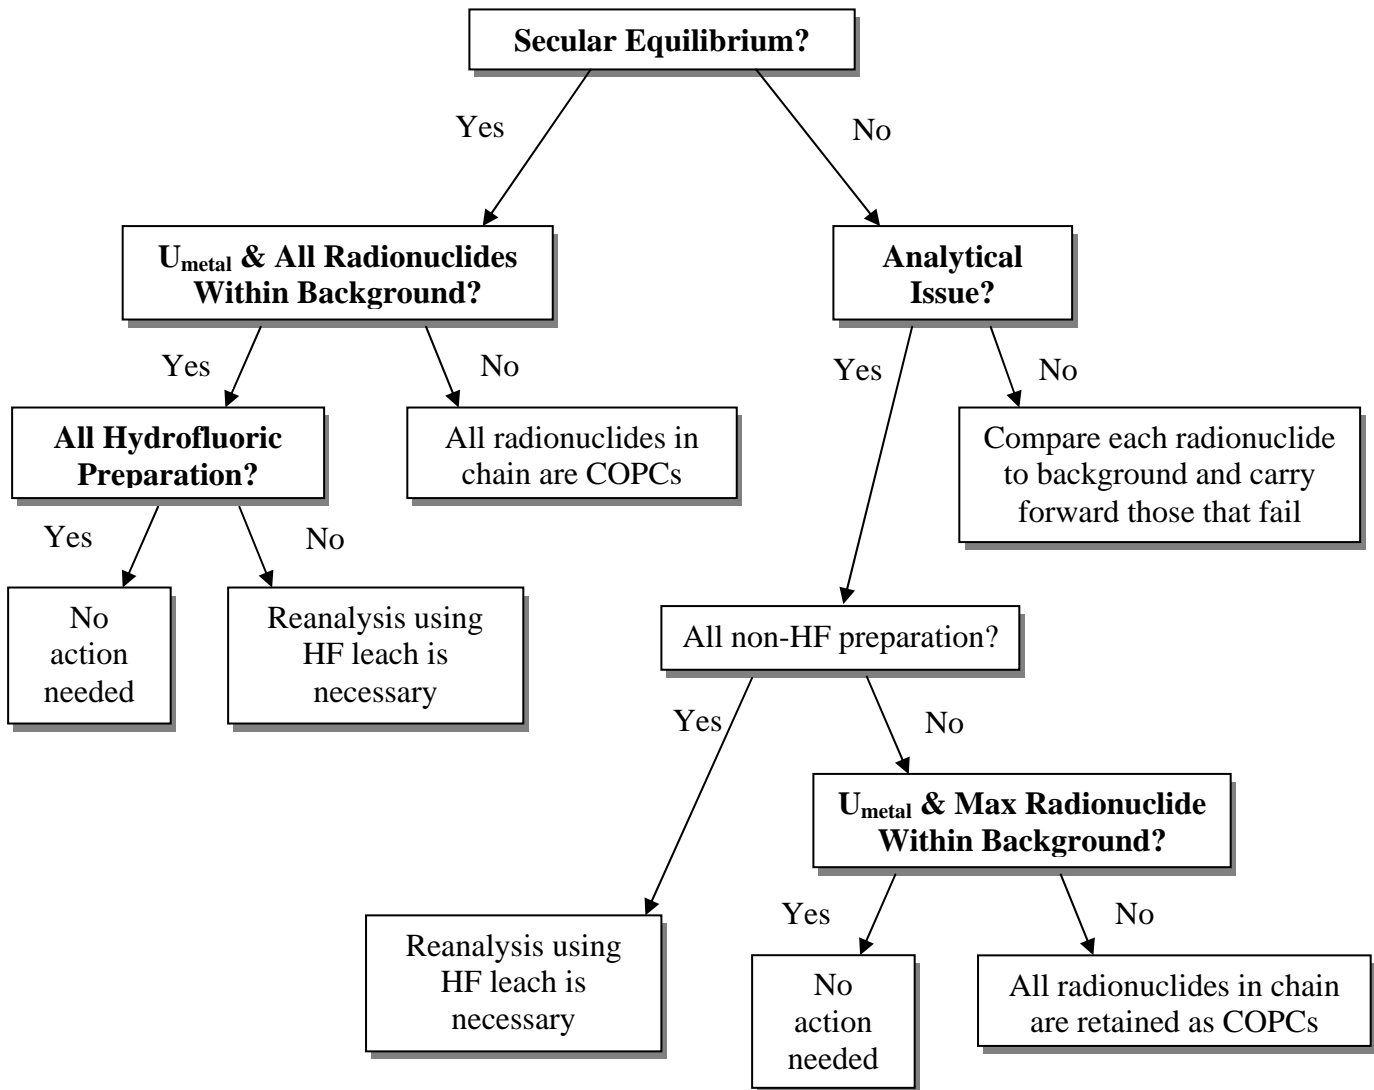 Secular Equilibrium?
Yes
No
U metal & All Radionuclides
Within Background?
Analytical
Issue?
Yes
No
Yes
No
All Hydrofluoric
Preparation?
All radionuclides in
chain are COPCs
Compare each radionuclide
to background and carry
forward those that fail
Yes
No
No
action
needed
Reanalysis using
HF leach is
necessary
All non-HF preparation?
Yes
No
U metal & Max Radionuclide
Within Background?
Yes
No
Reanalysis using
HF leach is
necessary
No
action
needed
All radionuclides in chain
are retained as COPCs